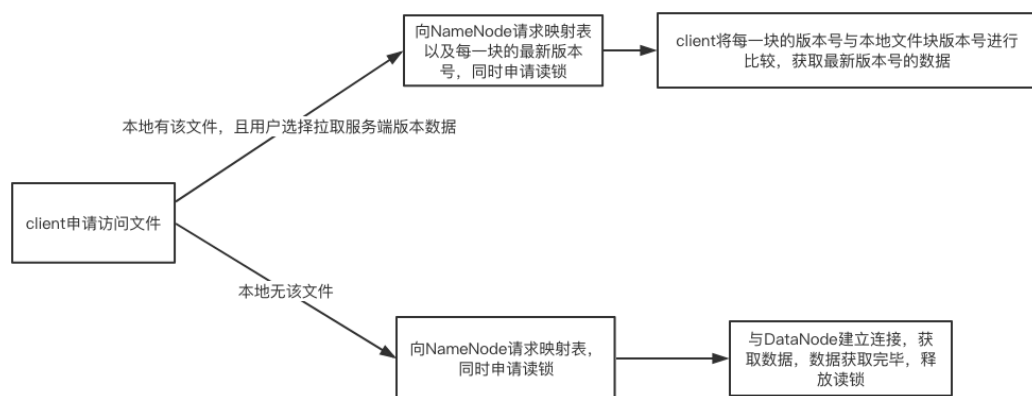 向NameNode请求映射表
以及每一块的最新版本
号，同时申请读锁
client将每一块的版本号与本地文件块版本号进行
比较，获取最新版本号的数据
本地有该文件，且用户选择拉取服务端版本数据
client申请访问文件
本地无该文件
向NameNode请求映射表，
同时申请读锁
与DataNode建立连接，获
取数据，数据获取完毕，释
放读锁